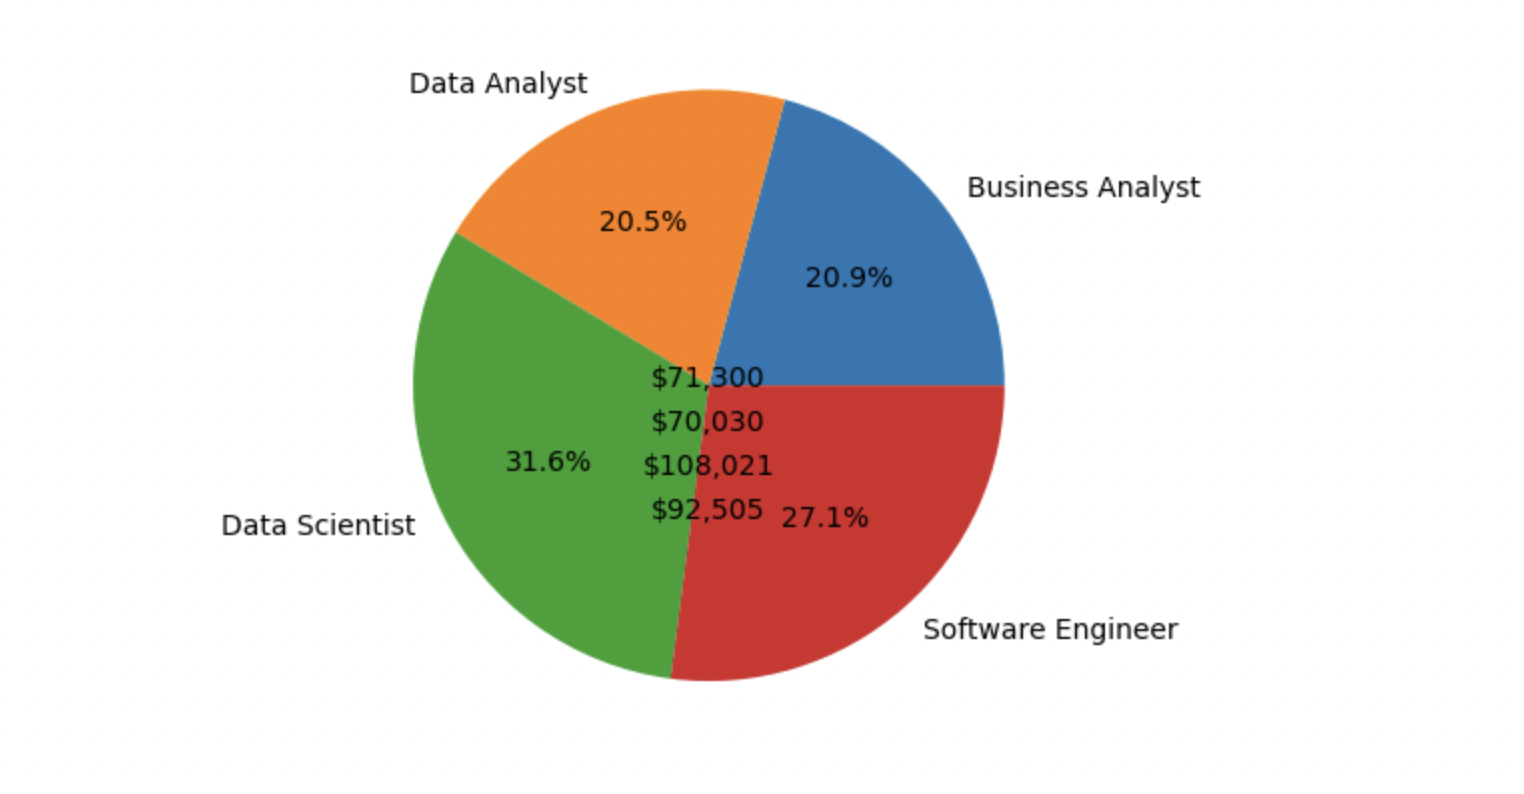 Data Analyst
Business Analyst
20.5%
20.9%
$71,300
$70,030
31.6%
$108,021
$92,505
27.1%
Data Scientist
Software Engineer